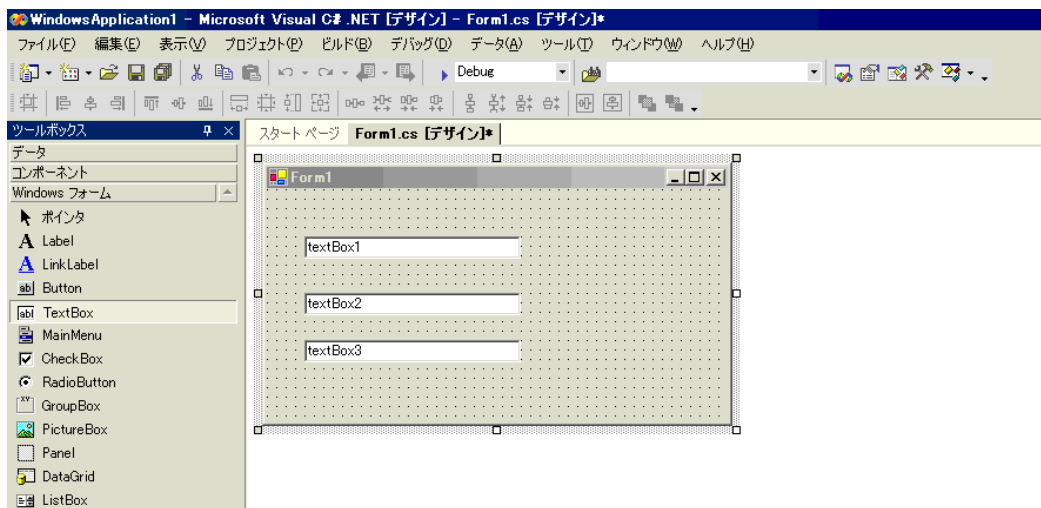 WindowsApplication1 - Microsoft Visual C# .NET [デザイン] - Form1.cs [デザイン]*
ファイル(F) 編集(E) 表示(V) プロジェクト(P) ビルド(B) デバッグ(D) データ(A) ツール(T) ウィンドウ(W) ヘルプ(H)
Debug
ツールボックス
スタート ページ Form1.cs [デザイン]*
データ
コンポーネント
Windows フォーム
ポインタ
A Label
A LinkLabel
ab Button
abl TextBox
MainMenu
CheckBox
RadioButton
XY GroupBox
PictureBox
Panel
DataGrid
ListBox
Form1
textBox1
textBox2
textBox3